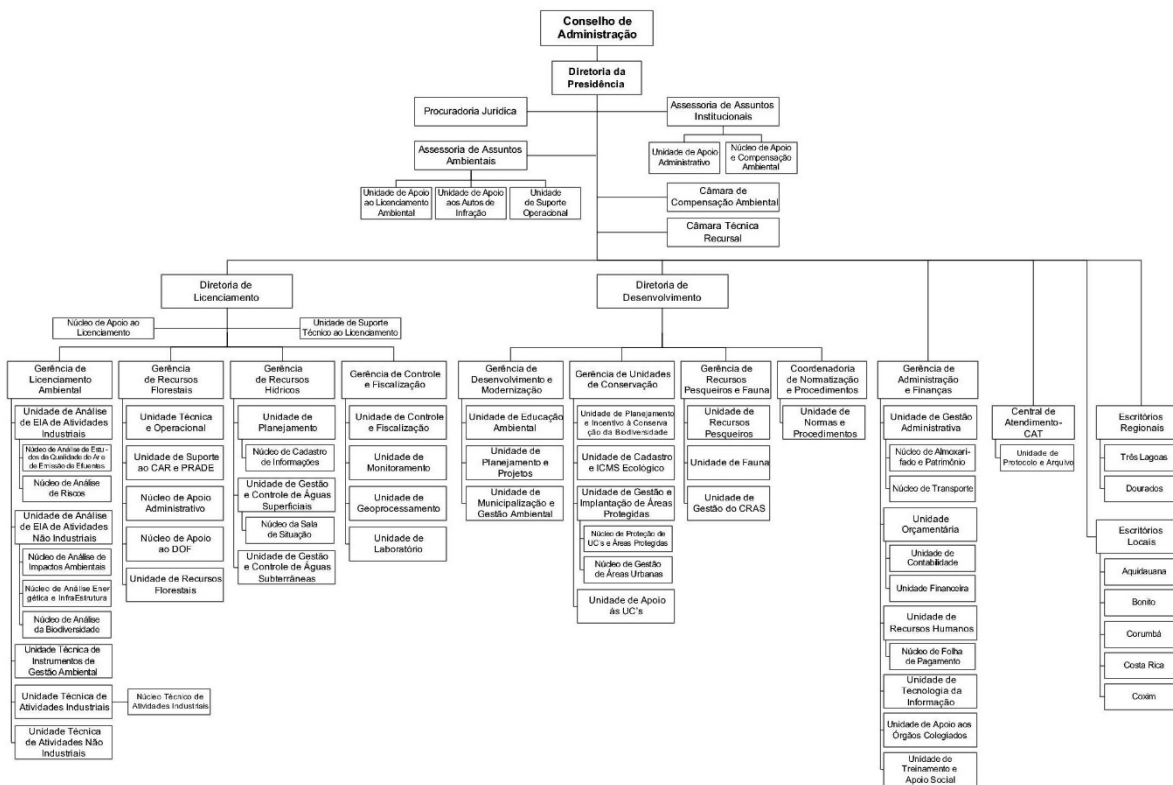 Conselho de
Administração
Diretoria da
Presidência
Procuradoria Juridica
Assessoria de Assuntos
Institucionais
Unidade de Apoio
Administrativo
Núcleo de Apoio
e Compensação
Ambiental
Assessoria de Assuntos
Ambientais
Unidade de Apoio
ao Licenciamento
Ambiental
Unidade de Apoio
aos Autos de
Infração
Unidade
de Suporte
Operacional
Câmara de
Compensação Ambiental
Câmara Técnica
Recursal
Diretoria de
Licenciamento
Diretoria de
Desenvolvimento
Núcleo de Apoio ao
Licenciamento
Unidade de Suporte
Técnico ao Licenciamento
Gerência de
Licenciamento
Ambiental
Unidade de Análise
de EIA de Atividades
Industriais
Núcleo de Análise de Estu-
dos da Qualidade do Ar e
de Emissão de Efluentes
Núcleo de Análise
de Riscos
Unidade de Análise
de EIA de Atividades
Não Industriais
Núcleo de Análise de
Impactos Ambientais
Núcleo de Análise Ener
gética e InfraEstrutura
Núcleo de Análise
da Biodiversidade
Unidade Técnica de
Instrumentos de
Gestão Ambiental
Unidade Técnica de
Atividades Industriais
Núcleo Técnico de
Atividades Industriais
Unidade Técnica
de Atividades Não
Industriais
Gerência
de Recursos
Florestais
Unidade Técnica
e Operacional
Unidade de Suporte
ao CAR e PRADE
Núcleo de Apoio
Administrativo
Núcleo de Apoio
ao DOF
Unidade de Recursos
Florestais
Gerência
de Recursos
Hídricos
Unidade de
Planejamento
Núcleo de Cadastro
de Informações
Unidade de Gestão
e Controle de Águas
Superficiais
Núcleo da Sala
de Situação
Unidade de Gestão
e Controle de Águas
Subterrâneas
Gerência de Controle
e Fiscalização
Unidade de Controle e
Fiscalização
Unidade de
Monitoramento
Unidade de
Geoprocessamento
Unidade de
Laboratório
Gerência
de Desenvolvimento e
Modernização
Unidade de Educação
Ambiental
Unidade de
Planejamento e
Projetos
Unidade de
Municipalização e
Gestão Ambiental
Gerência de Unidades
de Conservação
Unidade de Planejamento
e Incentivo à Conserva
ção da Biodiversidade
Unidade de Cadastro
e ICMS Ecológico
Unidade de Gestão e
Implantação de Áreas
Protegidas
Núcleo de Proteção de
UC's e Áreas Protegidas
Núcleo de Gestão
de Áreas Urbanas
Unidade de Apoio
às UC's
Gerência de
Recursos
Pesqueiros e Fauna
Unidade de
Recursos
Pesqueiros
Unidade de Fauna
Unidade de
Gestão do CRAS
Coordenadoria
de Normatização e
Procedimentos
Unidade de
Normas e
Procedimentos
Gerência de
Administração
e Finanças
Unidade de Gestão
Administrativa
Núcleo de Almoxari-
fado e Patrimônio
Núcleo de Transporte
Unidade
Orçamentária
Unidade de
Contabilidade
Unidade Financeira
Unidade de
Recursos Humanos
Núcleo de Folha
de Pagamento
Unidade de
Tecnologia da
Informação
Unidade de Apoio aos
Órgãos Colegiados
Unidade de
Treinamento e
Apoio Social
Central de
Atendimento-
CAT
Unidade de
Protocolo e Arquivo
Escritórios
Regionais
Três Lagoas
Dourados
Escritórios
Locais
Aquidauana
Bonito
Corumbá
Costa Rica
Coxim